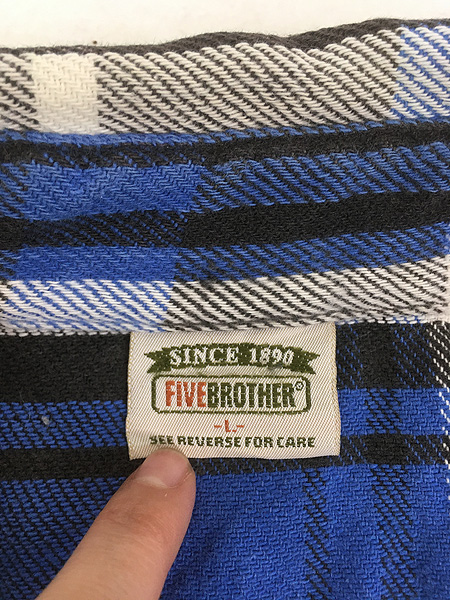 SINCE 1890
FIVEBROTHER©
-L-
SEE REVERSE FOR CARE